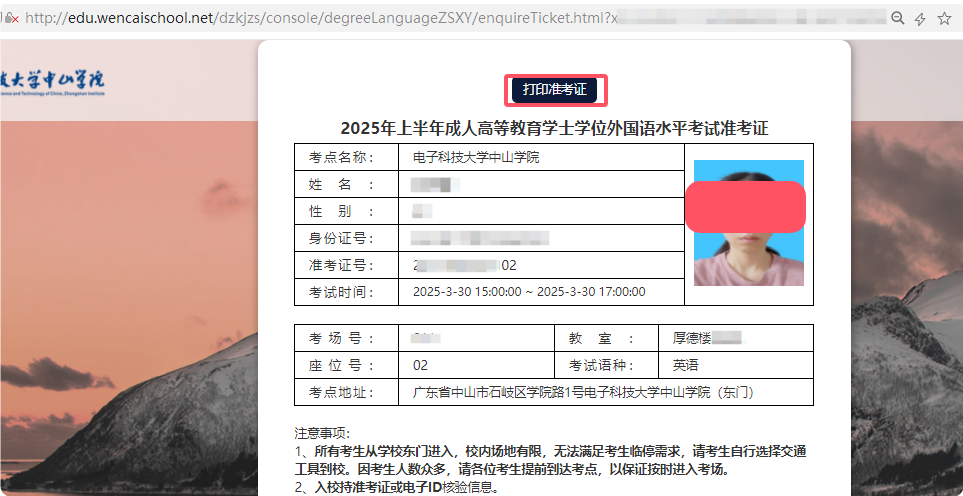 http://edu.wencaischool.net/dzkjzs/console/degreeLanguageZSXY/enquireTicket.html?x
技大学中山学院
ience and Technology of China, Zhongshan Institute
打印准考证
2025年上半年成人高等教育学士学位外国语水平考试准考证
考点名称： 电子科技大学中山学院
姓 名 ：
性 别 ：
身份证号：
准考证号： 2 02
考试时间： 2025-3-30 15:00:00 ~ 2025-3-30 17:00:00
考 场 号 ： 教 室 ： 厚德楼
座 位 号 ： 02 考试语种： 英语
考点地址： 广东省中山市石岐区学院路1号电子科技大学中山学院（东门）
注意事项：
1、所有考生从学校东门进入，校内场地有限，无法满足考生临停需求，请考生自行选择交通
工具到校。因考生人数众多，请各位考生提前到达考点，以保证按时进入考场。
2、入校持准考证或电子ID核验信息。